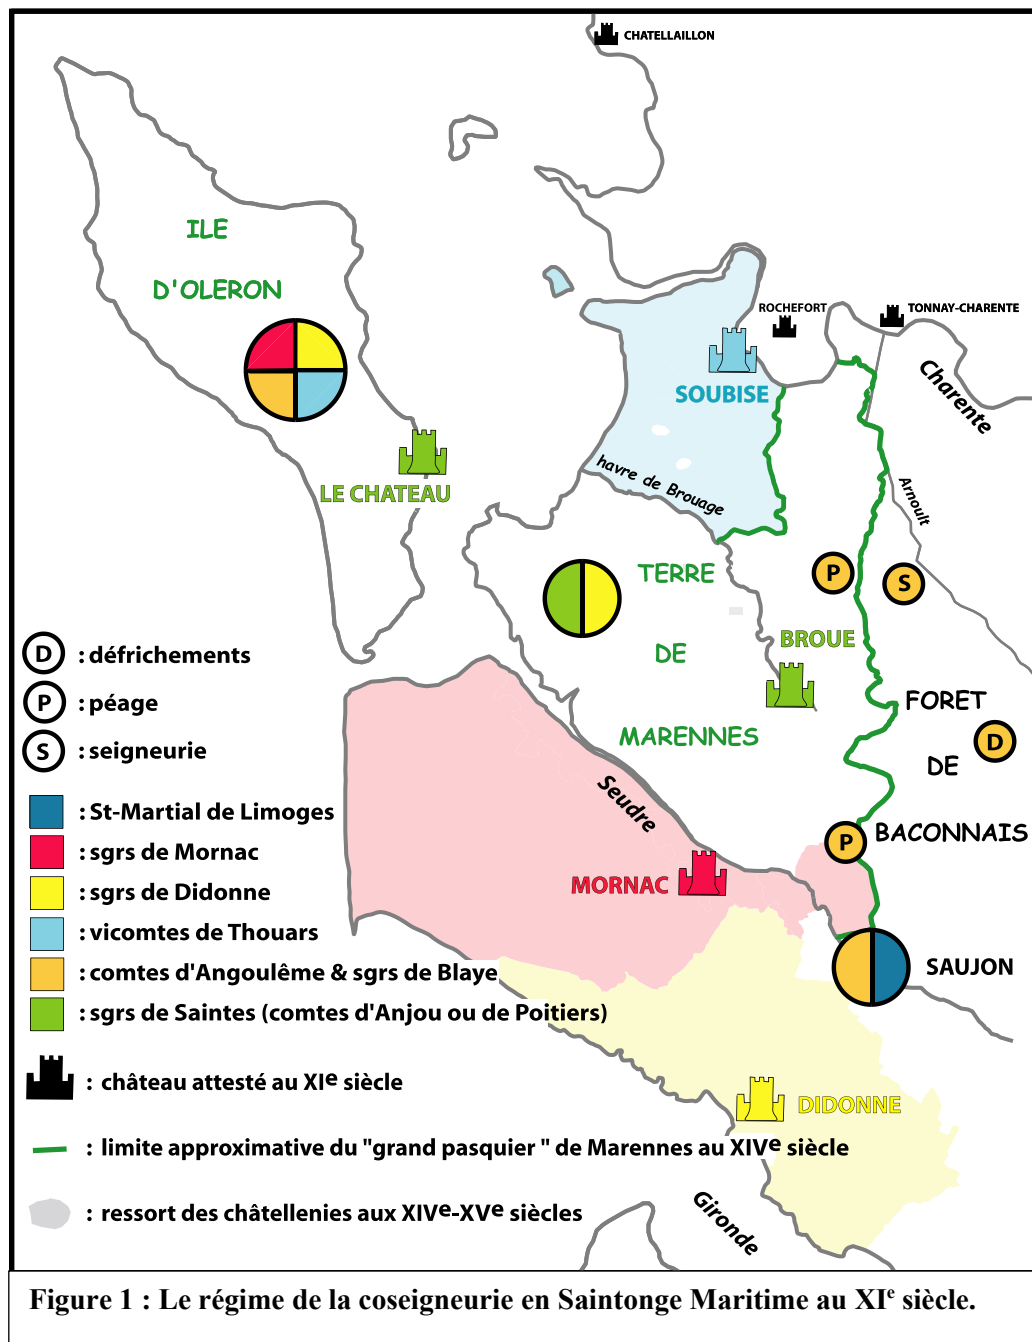 CHATELLAILLON
ILE
D'OLERON
ROCHEFORT
TONNAY-CHARENTE
Charente
SOUBISE
LE CHATEAU
havre de Brouage
Arnoult
TERRE
DE
MARENNES
P
S
BROUE
FORET
DE
BACONNAIS
D
P
Seudre
MORNAC
SAUJON
DIDONNE
Gironde
D : défrichements
P : péage
S : seigneurie
: St-Martial de Limoges
: sgrs de Mornac
: sgrs de Didonne
: vicomtes de Thouars
: comtes d'Angoulême & sgrs de Blaye
: sgrs de Saintes (comtes d'Anjou ou de Poitiers)
: château attesté au XIe siècle
: limite approximative du "grand pasquier " de Marennes au XIVe siècle
: ressort des châtellenies aux XIVe-XVe siècles
Figure 1 : Le régime de la coseigneurie en Saintonge Maritime au XIe siècle.